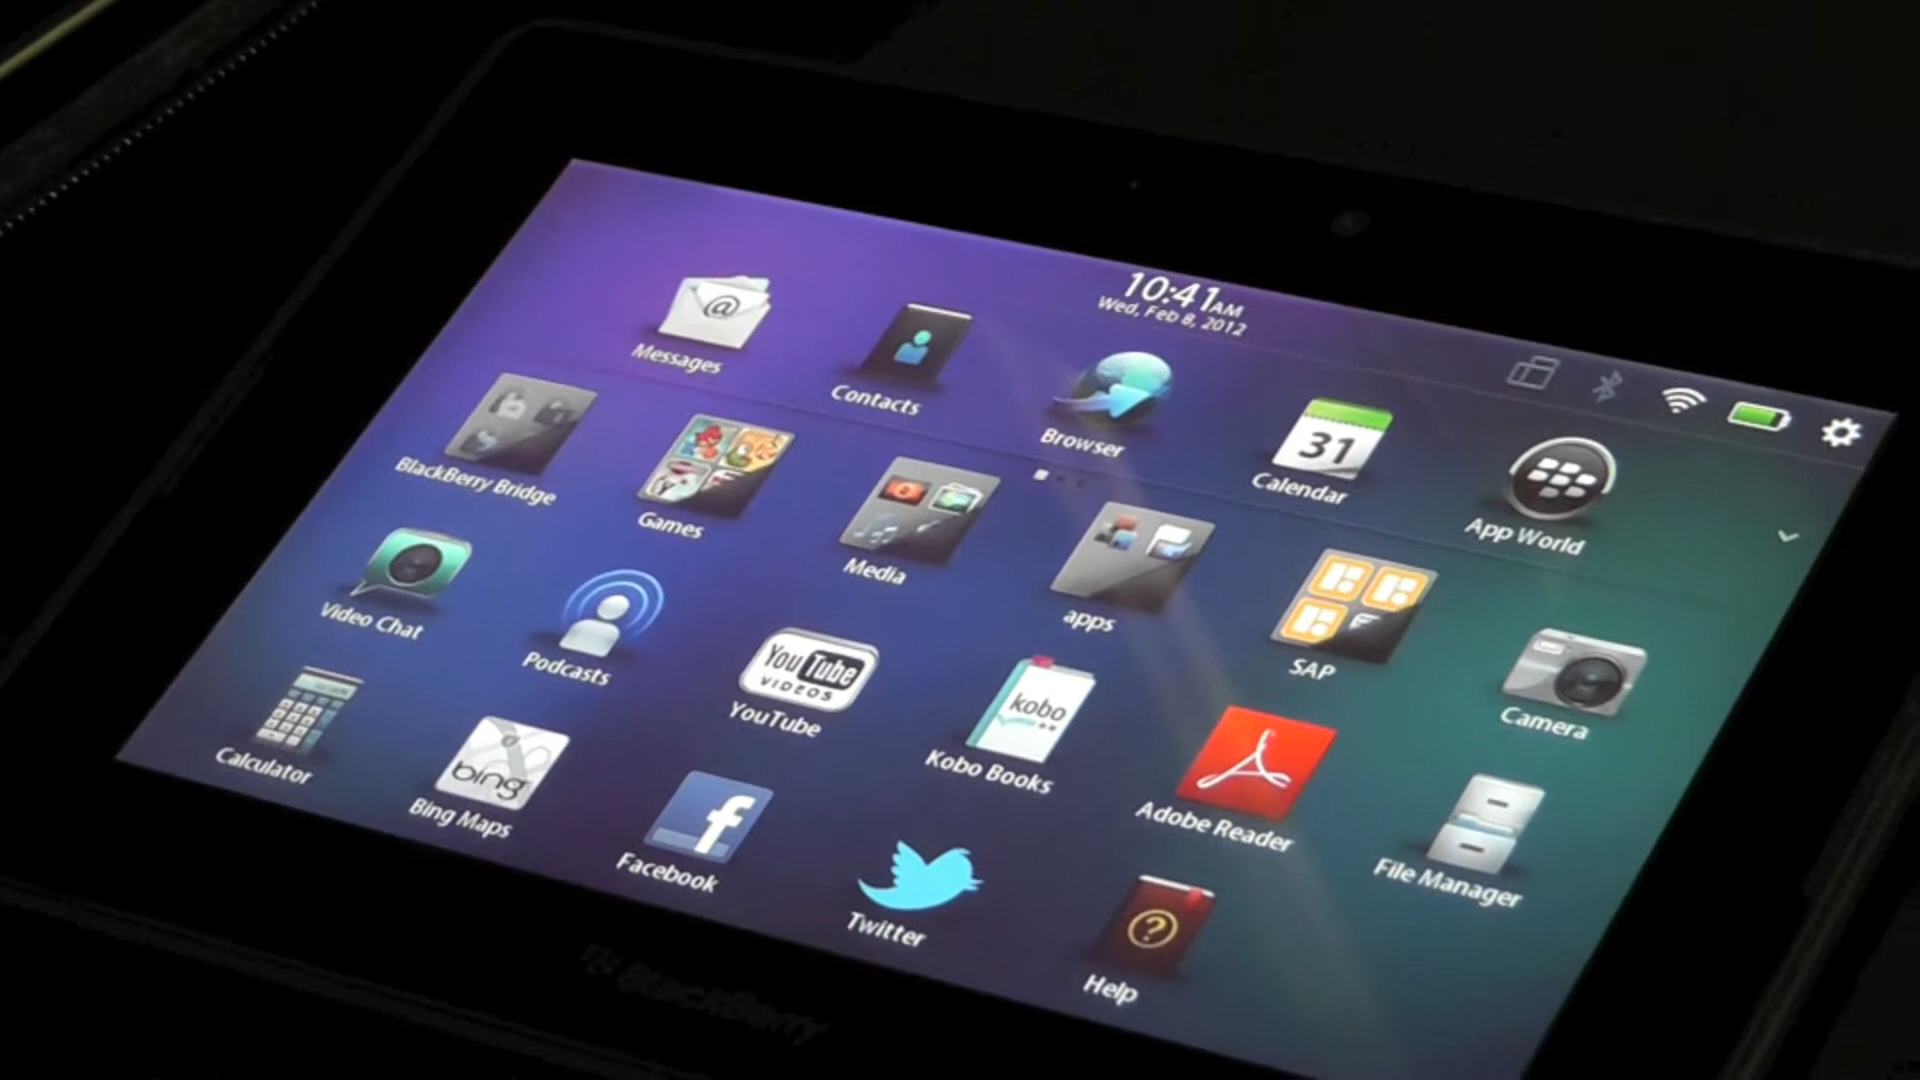 10:41AM
Wed, Feb 8, 2012
@
Messages
Contacts
Browser
31
Calendar
App World
BlackBerry Bridge
Games
Media
apps
SAP
Camera
Video Chat
Podcasts
You Tube
VIDEOS
YouTube
kobo
Kobo Books
Adobe Reader
File Manager
Calculator
bing
Bing Maps
f
Facebook
Twitter
?
Help
BlackBerry